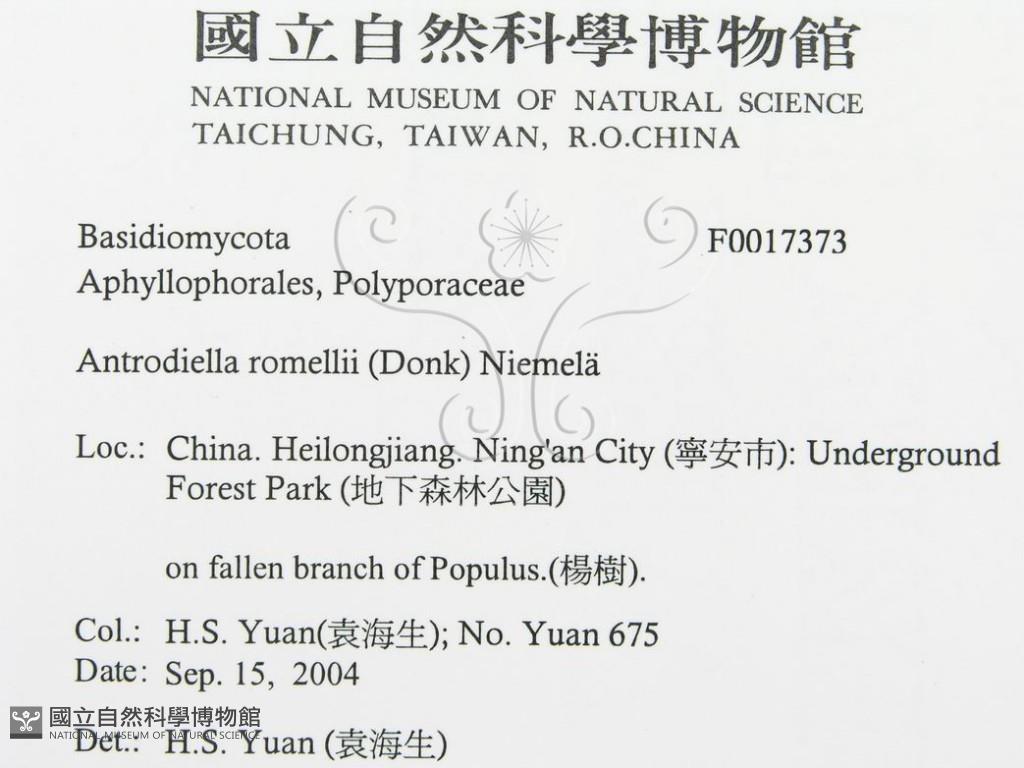 國立自然科學博物館
NATIONAL MUSEUM OF NATURAL SCIENCE
TAICHUNG, TAIWAN, R.O.CHINA
Basidiomycota F0017373
Aphyllophorales, Polyporaceae
Antrodiella romellii (Donk) Niemelä
Loc.: China. Heilongjiang. Ning'an City (寧安市): Underground
Forest Park (地下森林公園)
on fallen branch of Populus.(楊樹).
Col.: H.S. Yuan(袁海生); No. Yuan 675
Date: Sep. 15, 2004
國立自然科學博物館
NATIONAL MUSEUM OF NATURAL SCIENCE
Det.: H.S. Yuan (袁海生)